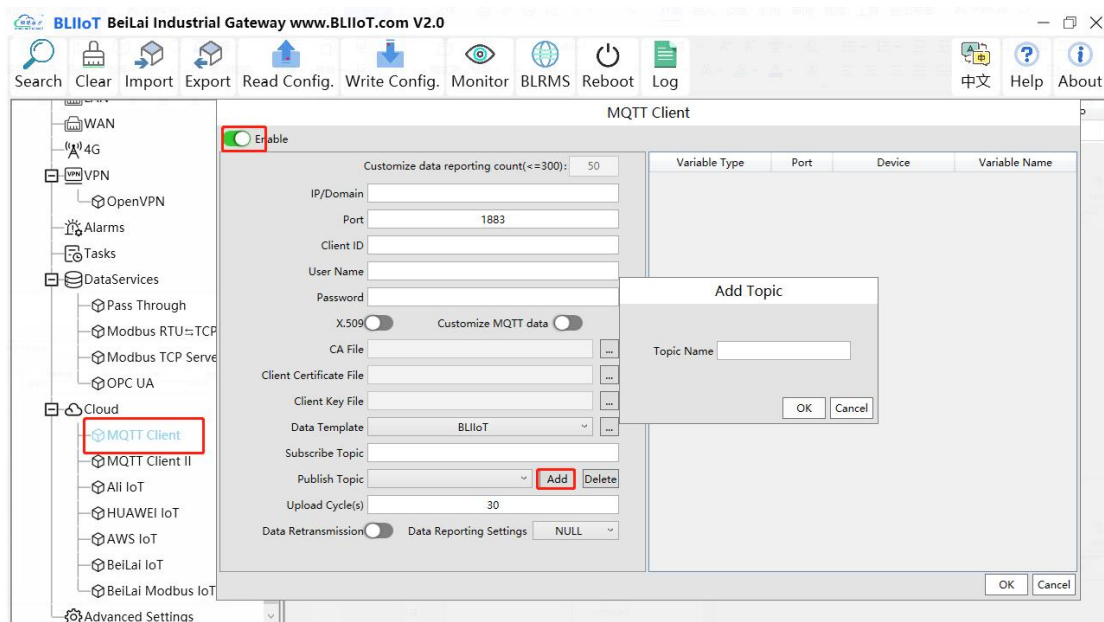 BLIIoT BeiLai Industrial Gateway www.BLIIoT.com V2.0
Search Clear Import Export Read Config. Write Config. Monitor BLRMS Reboot Log 中文 Help About
WAN
4G
VPN
OpenVPN
Alarms
Tasks
DataServices
Pass Through
Modbus RTU⇆TCP
Modbus TCP Serve
OPC UA
Cloud
MQTT Client
MQTT Client II
Ali IoT
HUAWEI IoT
AWS IoT
BeiLai IoT
BeiLai Modbus IoT
Advanced Settings
MQTT Client
Enable
Customize data reporting count(<=300): 50
IP/Domain
Port 1883
Client ID
User Name
Password
X.509 Customize MQTT data
CA File ...
Client Certificate File ...
Client Key File ...
Data Template BLIIoT ...
Subscribe Topic
Publish Topic Add Delete
Upload Cycle(s) 30
Data Retransmission Data Reporting Settings NULL
Variable Type Port Device Variable Name
Add Topic
Topic Name
OK Cancel
OK Cancel